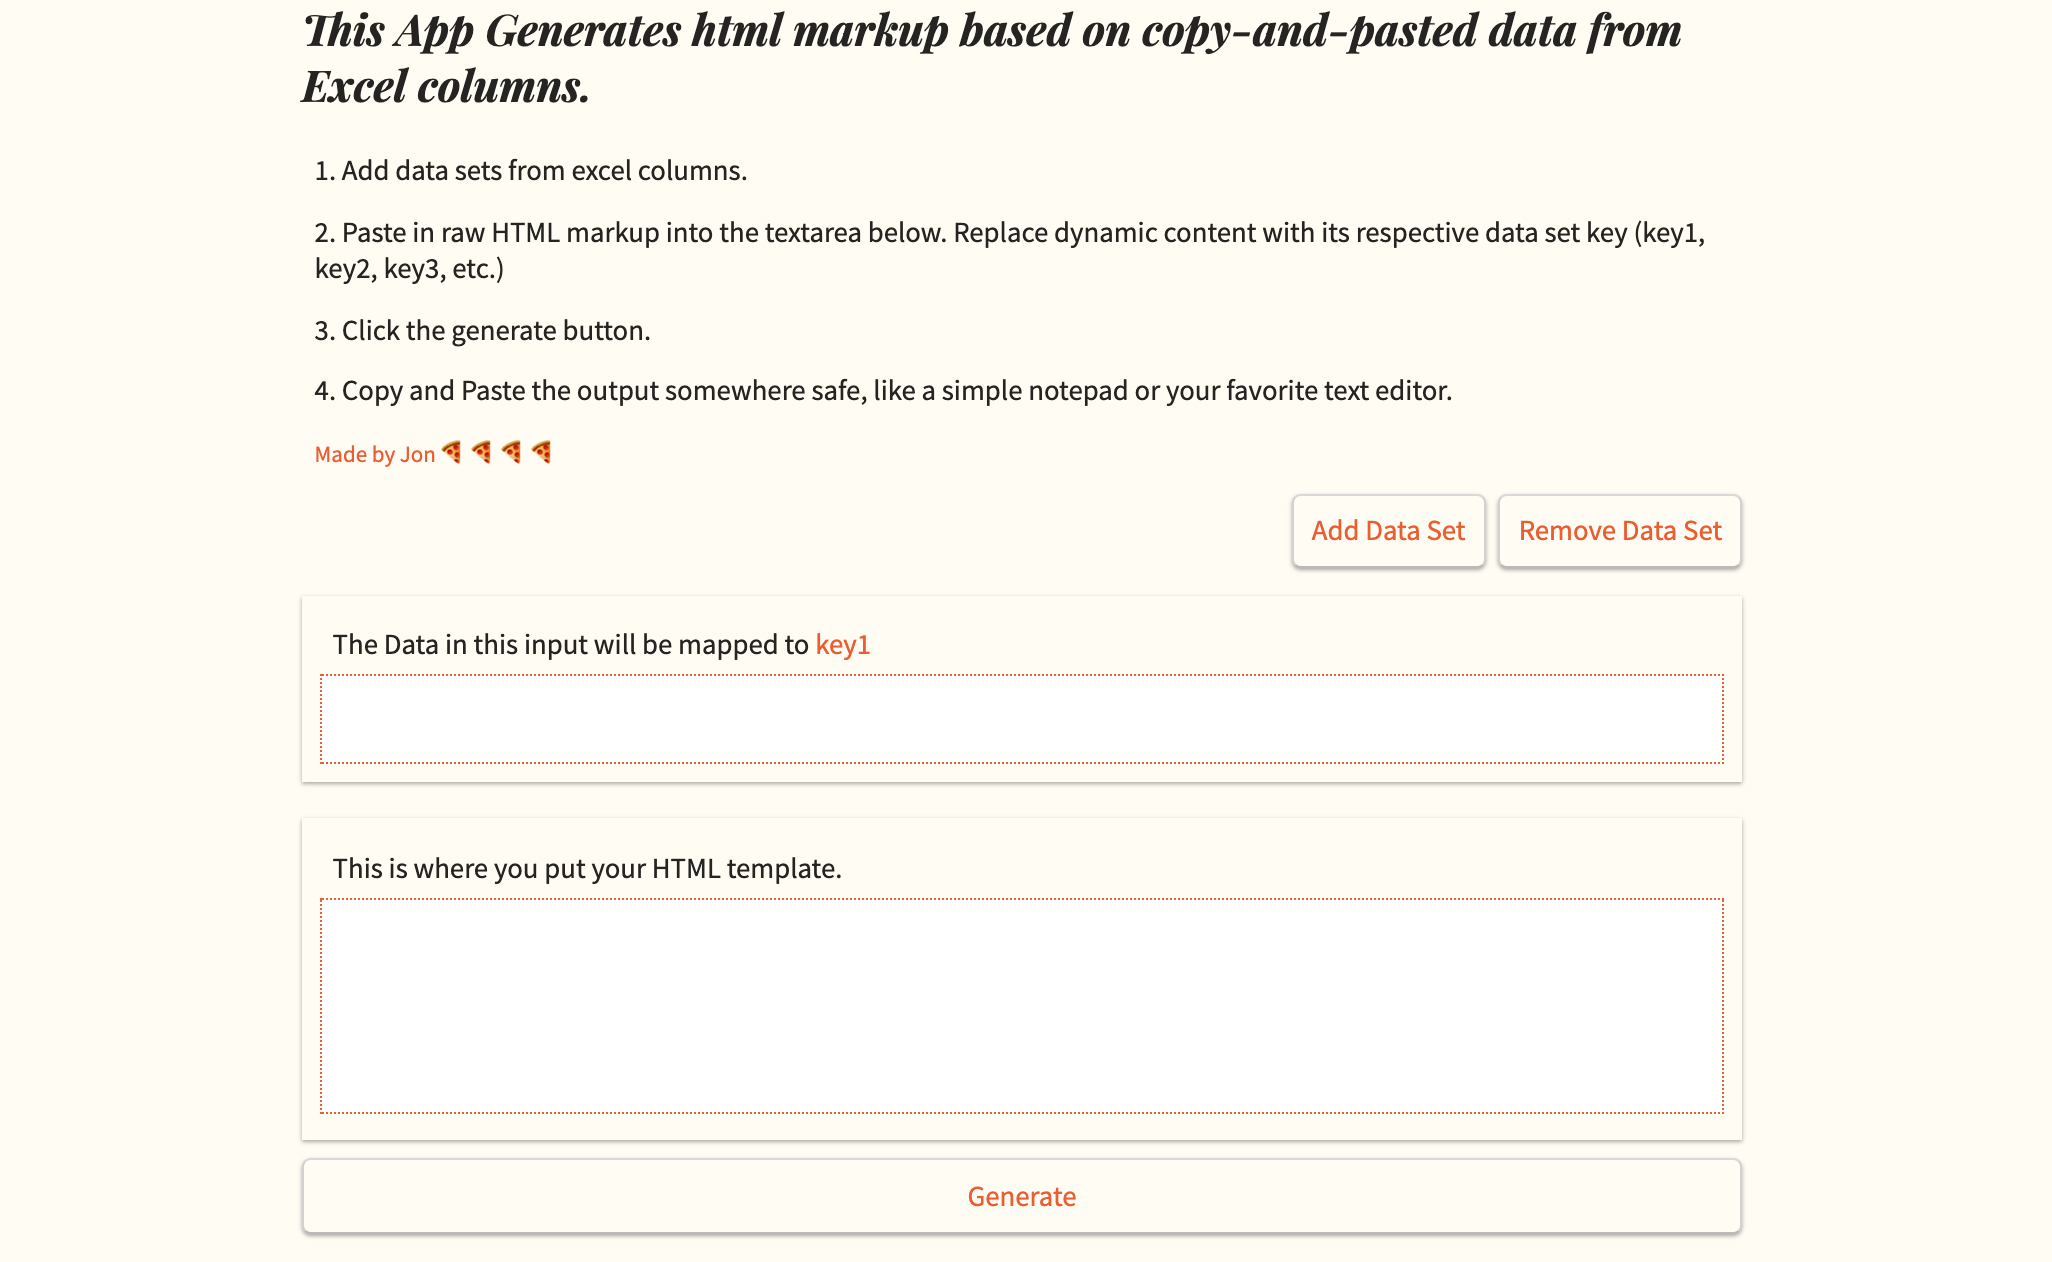 This App Generates html markup based on copy-and-pasted data from
Excel columns.
1. Add data sets from excel columns.
2. Paste in raw HTML markup into the textarea below. Replace dynamic content with its respective data set key (key1,
key2, key3, etc.)
3. Click the generate button.
4. Copy and Paste the output somewhere safe, like a simple notepad or your favorite text editor.
Made by Jon 🍕 🍕 🍕 🍕
Add Data Set
Remove Data Set
The Data in this input will be mapped to key1
This is where you put your HTML template.
Generate